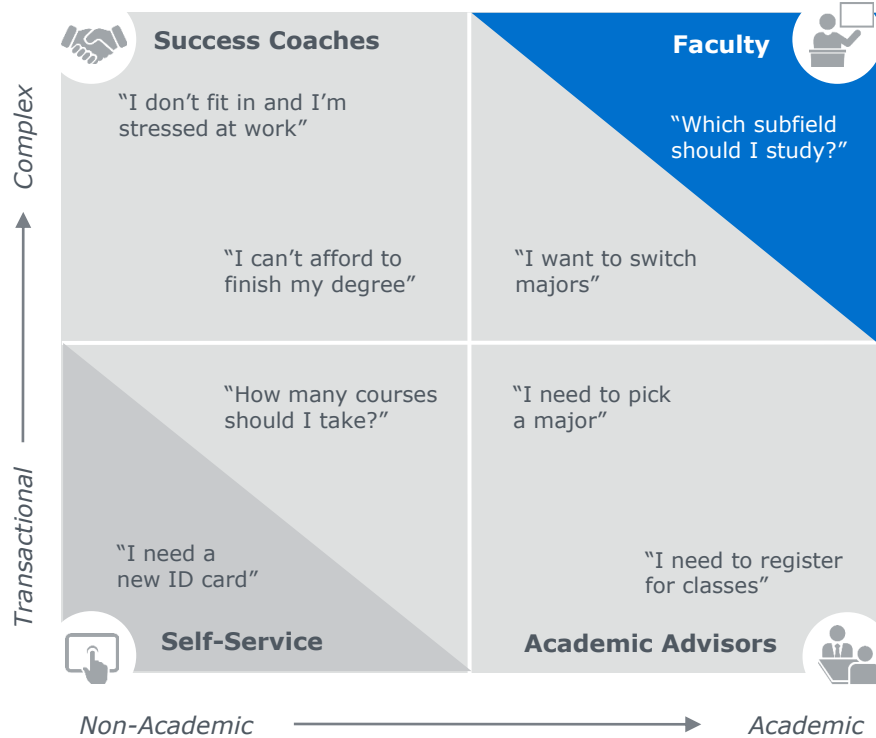 Success Coaches
Faculty
“I don’t fit in and I’m
stressed at work”
“Which subfield
should I study?”
“I can’t afford to
finish my degree”
“I want to switch
majors”
“How many courses
should I take?”
“I need to pick
a major”
“I need a
new ID card”
“I need to register
for classes”
Self-Service
Academic Advisors
Complex
Transactional
Non-Academic
Academic